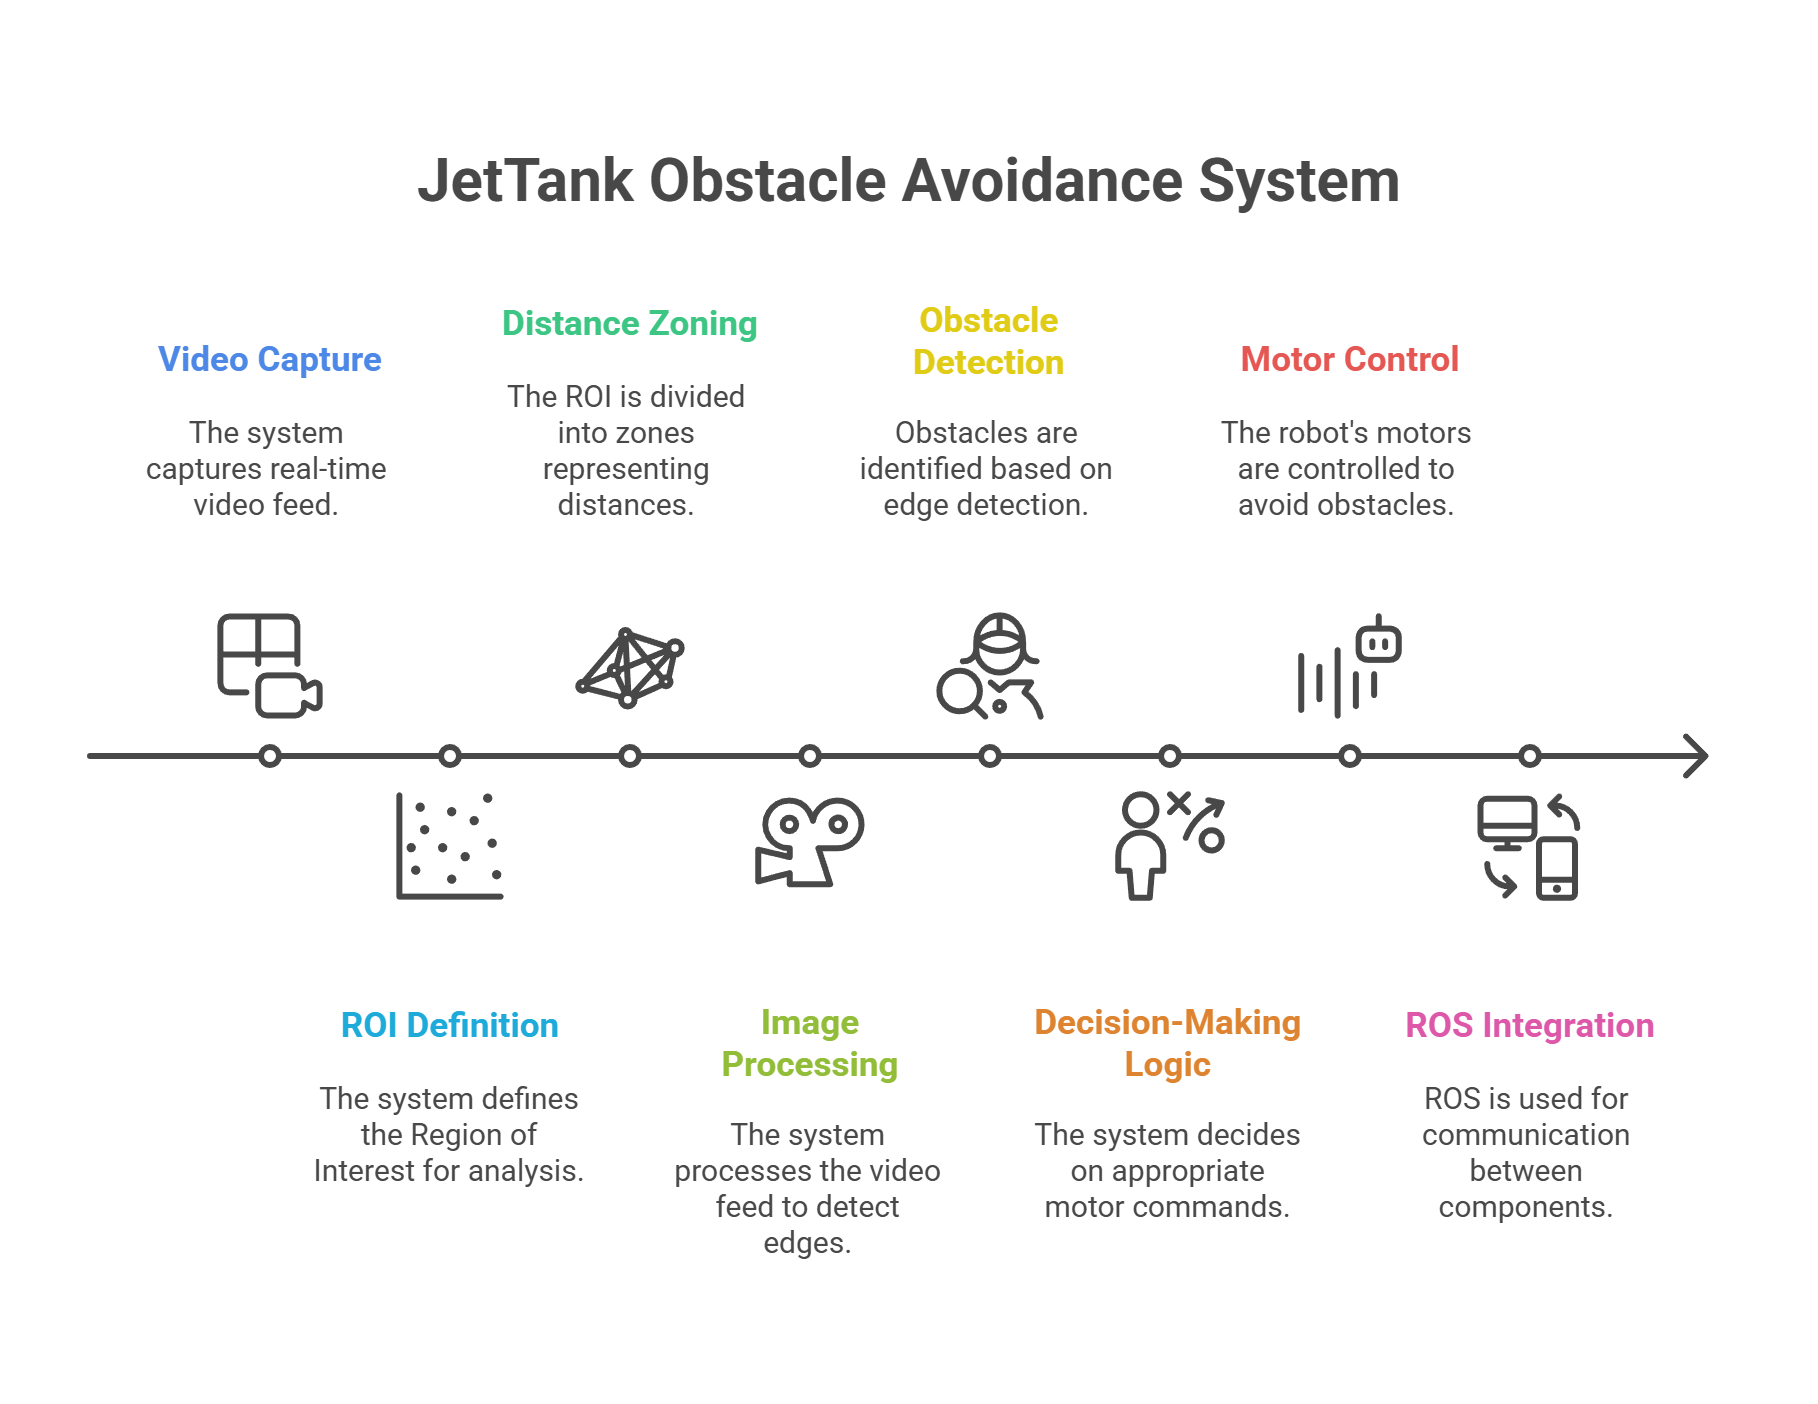 JetTank Obstacle Avoidance System
Video Capture
The system
captures real-time
video feed.
ROI Definition
The system defines
the Region of
Interest for analysis.
Distance Zoning
The ROI is divided
into zones
representing
distances.
Image
Processing
The system
processes the video
feed to detect
edges.
Obstacle
Detection
Obstacles are
identified based on
edge detection.
Decision-Making
Logic
The system decides
on appropriate
motor commands.
Motor Control
The robot's motors
are controlled to
avoid obstacles.
ROS Integration
ROS is used for
communication
between
components.